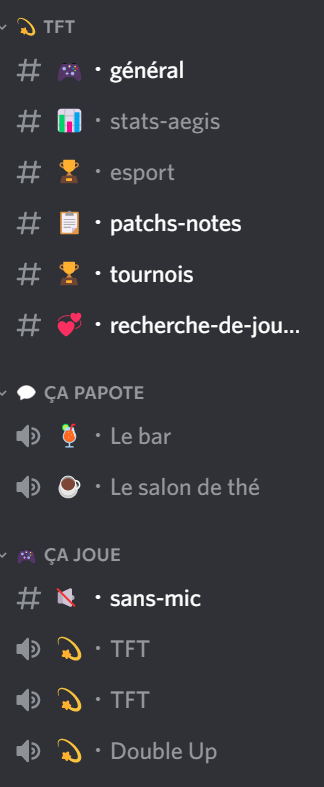 TFT
# 🎮 · général
# 📊 · stats-aegis
# 🏆 · esport
# 📋 · patchs-notes
# 🏆 · tournois
# 💞 · recherche-de-jou...
ÇA PAPOTE
🍹 · Le bar
☕ · Le salon de thé
ÇA JOUE
# · sans-mic
💫 · TFT
💫 · TFT
💫 · Double Up